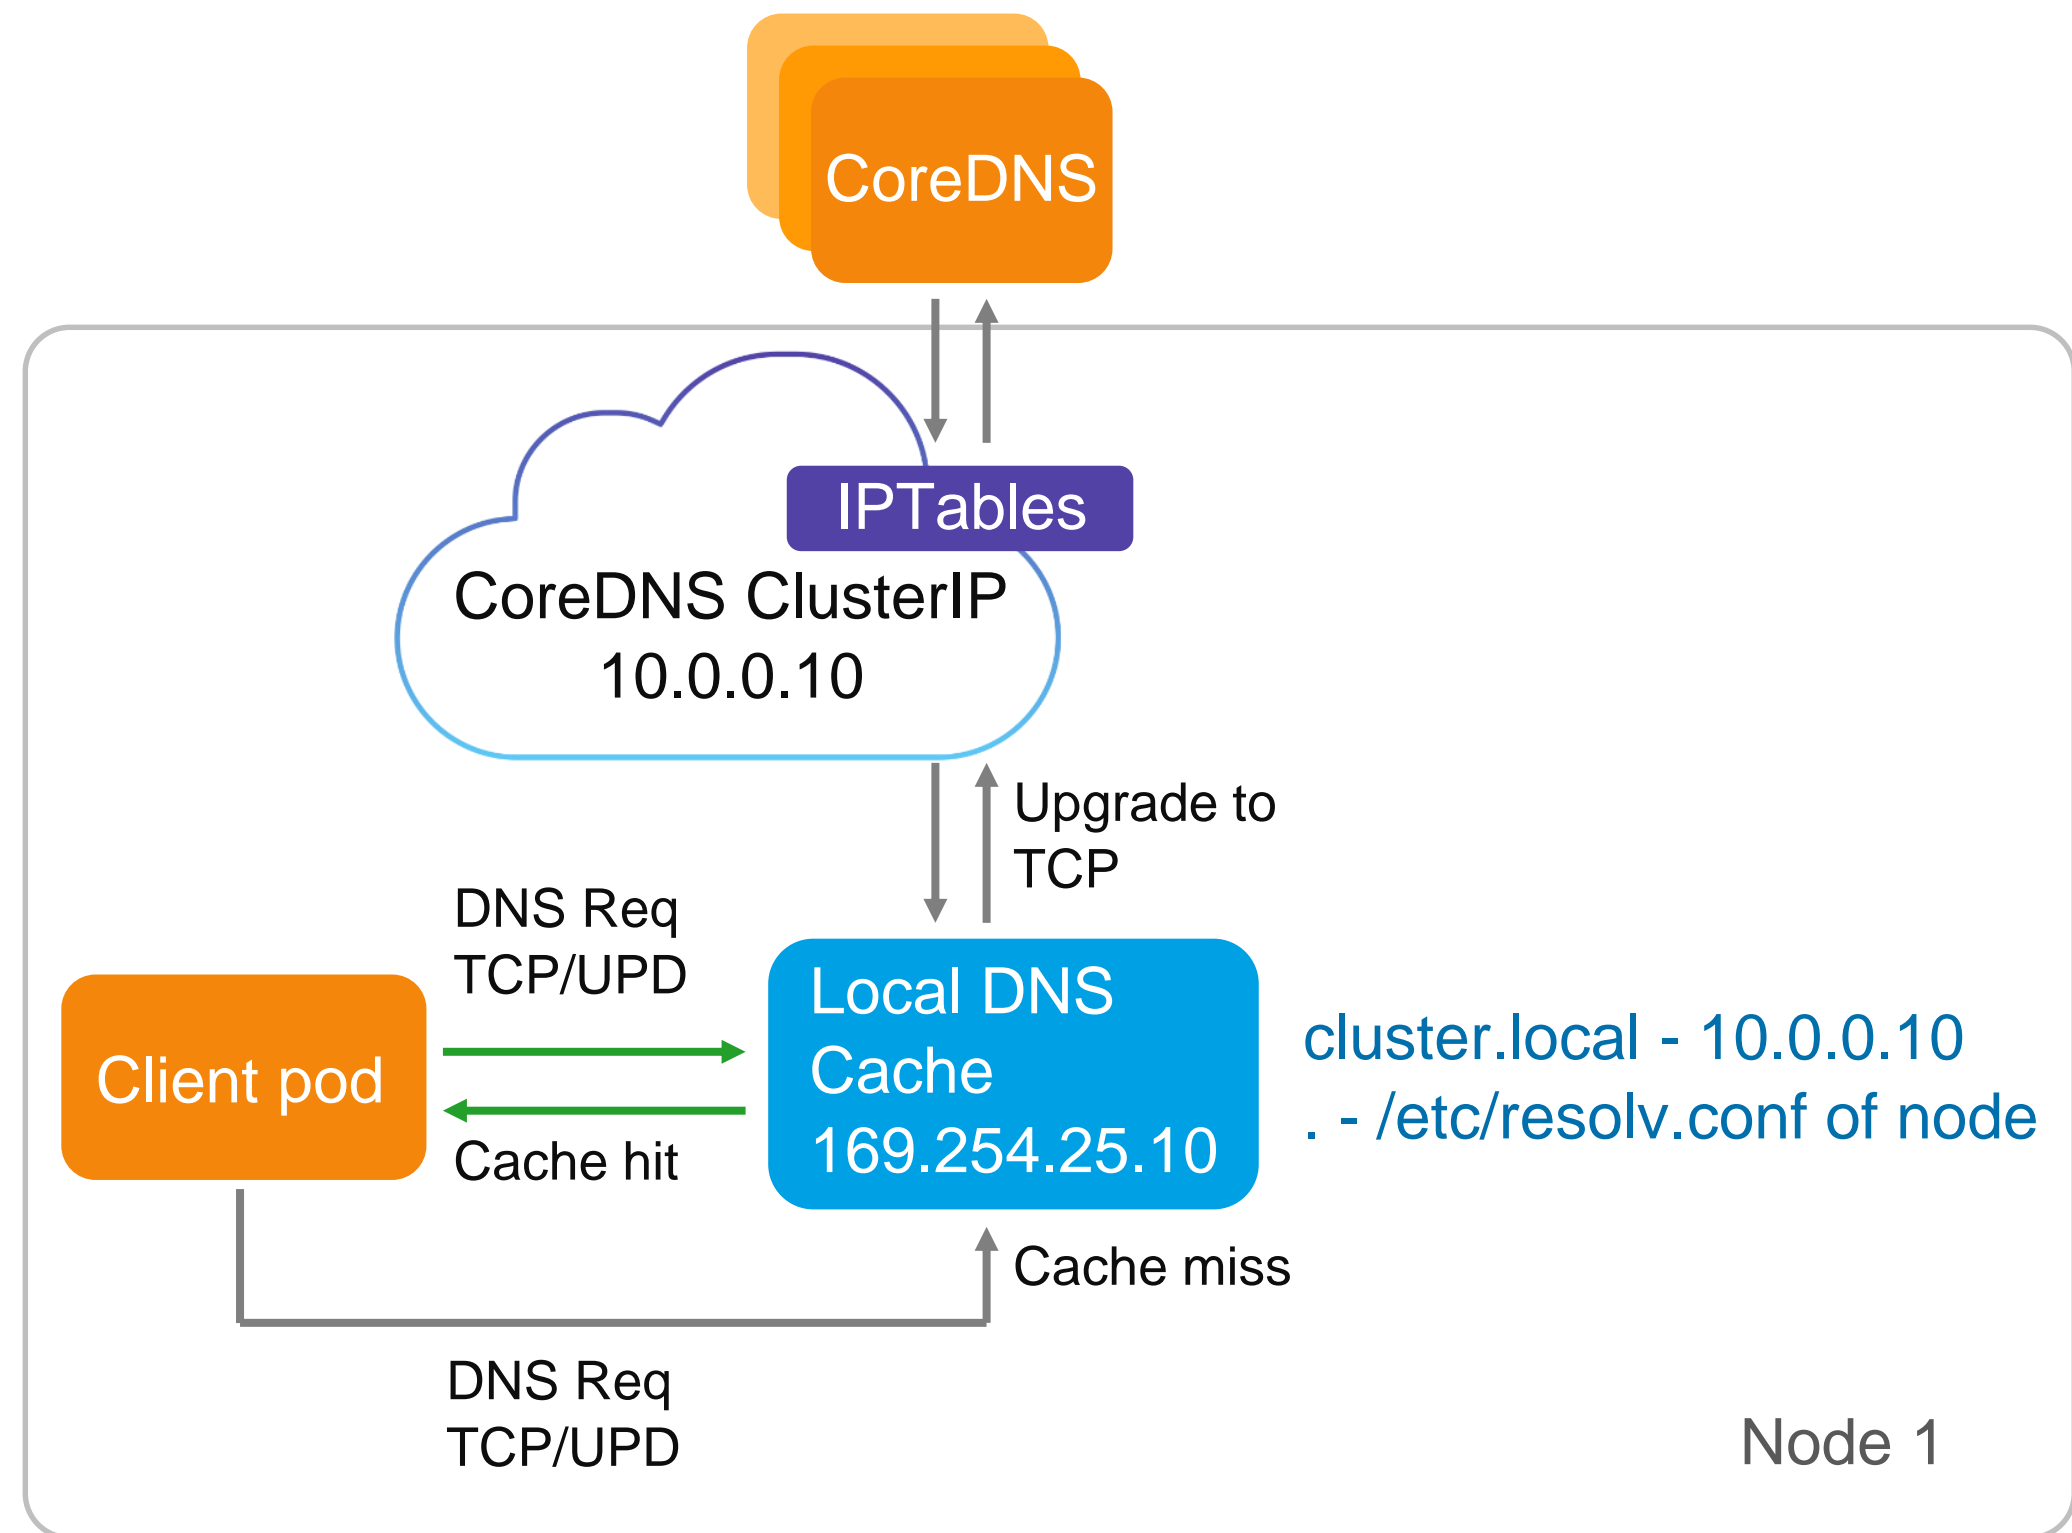 CoreDNS
IPTables
CoreDNS ClusterIP
10.0.0.10
Upgrade to
TCP
DNS Req
TCP/UPD
Client pod
Cache hit
Local DNS
Cache
169.254.25.10
cluster.local - 10.0.0.10
. - /etc/resolv.conf of node
Cache miss
DNS Req
TCP/UPD
Node 1